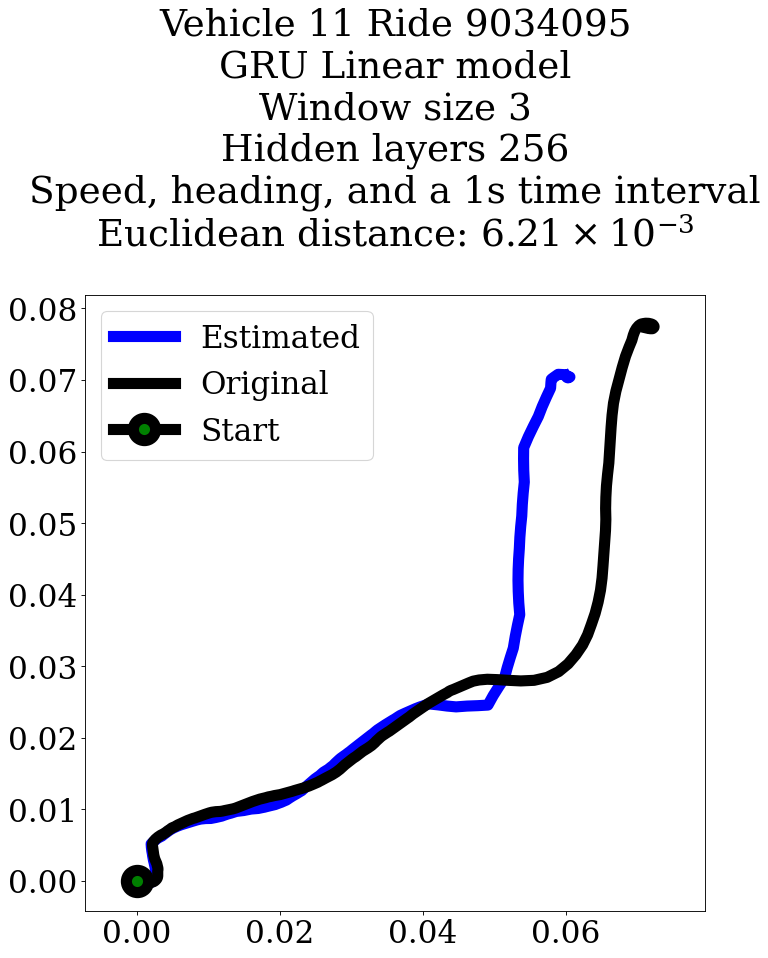 Vehicle 11 Ride 9034095
GRU Linear model
Window size 3
Hidden layers 256
Speed, heading, and a 1s time interval
Euclidean distance: 6.21 × 10⁻³
0.08
0.07
0.06
0.05
0.04
0.03
0.02
0.01
0.00
Estimated
Original
Start
0.00 0.02 0.04 0.06